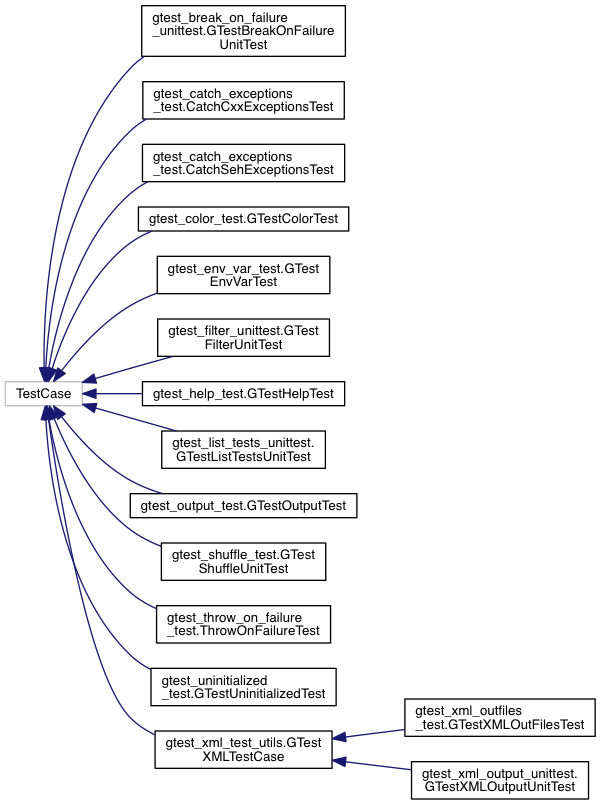 gtest_break_on_failure
_unittest.GTestBreakOnFailure
UnitTest
gtest_catch_exceptions
_test.CatchCxxExceptionsTest
gtest_catch_exceptions
_test.CatchSehExceptionsTest
gtest_color_test.GTestColorTest
gtest_env_var_test.GTest
EnvVarTest
gtest_filter_unittest.GTest
FilterUnitTest
TestCase
gtest_help_test.GTestHelpTest
gtest_list_tests_unittest.
GTestListTestsUnitTest
gtest_output_test.GTestOutputTest
gtest_shuffle_test.GTest
ShuffleUnitTest
gtest_throw_on_failure
_test.ThrowOnFailureTest
gtest_uninitialized
_test.GTestUninitializedTest
gtest_xml_test_utils.GTest
XMLTestCase
gtest_xml_outfiles
_test.GTestXMLOutFilesTest
gtest_xml_output_unittest.
GTestXMLOutputUnitTest